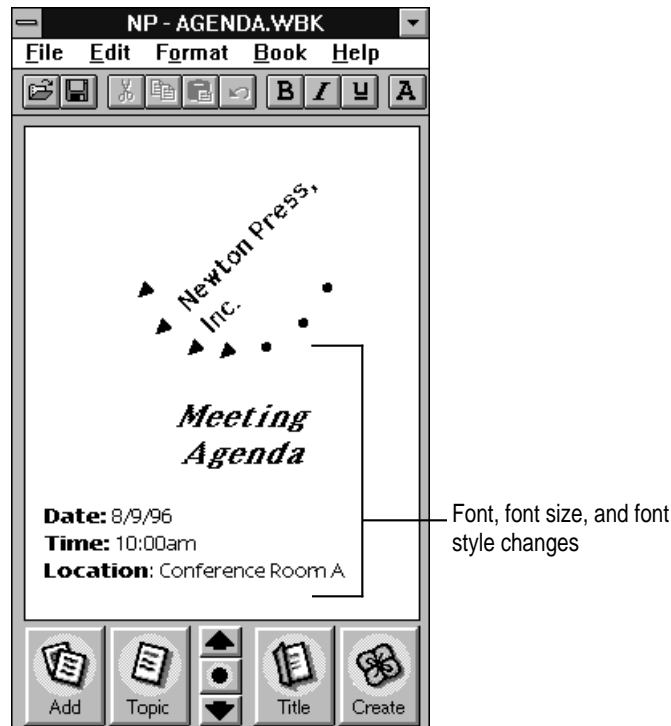 NP - AGENDA.WBK
File Edit Format Book Help
B I U A
Newton Press,
Inc.
Meeting
Agenda
Date: 8/9/96
Time: 10:00am
Location: Conference Room A
Font, font size, and font
style changes
Add Topic Title Create